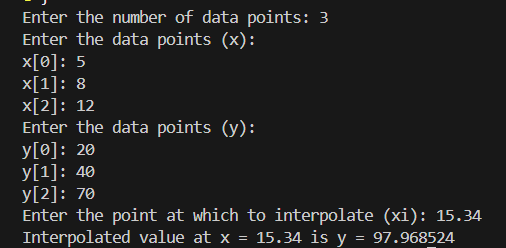 Enter the number of data points: 3
Enter the data points (x):
x[0]: 5
x[1]: 8
x[2]: 12
Enter the data points (y):
y[0]: 20
y[1]: 40
y[2]: 70
Enter the point at which to interpolate (xi): 15.34
Interpolated value at x = 15.34 is y = 97.968524